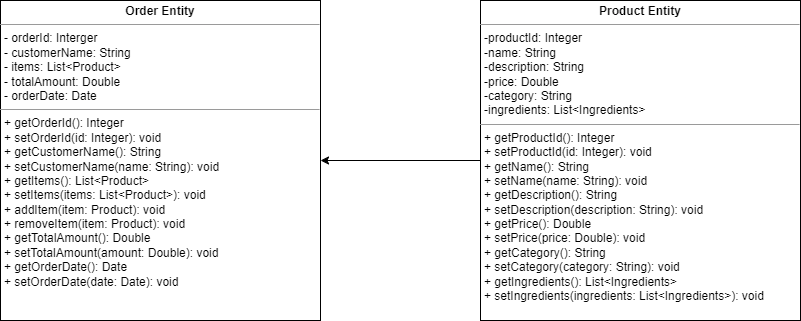 Order Entity
- orderId: Interger
- customerName: String
- items: List<Product>
- totalAmount: Double
- orderDate: Date
+ getOrderId(): Integer
+ setOrderId(id: Integer): void
+ getCustomerName(): String
+ setCustomerName(name: String): void
+ getItems(): List<Product>
+ setItems(items: List<Product>): void
+ addItem(item: Product): void
+ removeItem(item: Product): void
+ getTotalAmount(): Double
+ setTotalAmount(amount: Double): void
+ getOrderDate(): Date
+ setOrderDate(date: Date): void
Product Entity
-productId: Integer
-name: String
-description: String
-price: Double
-category: String
-ingredients: List<Ingredients>
+ getProductId(): Integer
+ setProductId(id: Integer): void
+ getName(): String
+ setName(name: String): void
+ getDescription(): String
+ setDescription(description: String): void
+ getPrice(): Double
+ setPrice(price: Double): void
+ getCategory(): String
+ setCategory(category: String): void
+ getIngredients(): List<Ingredients>
+ setIngredients(ingredients: List<Ingredients>): void